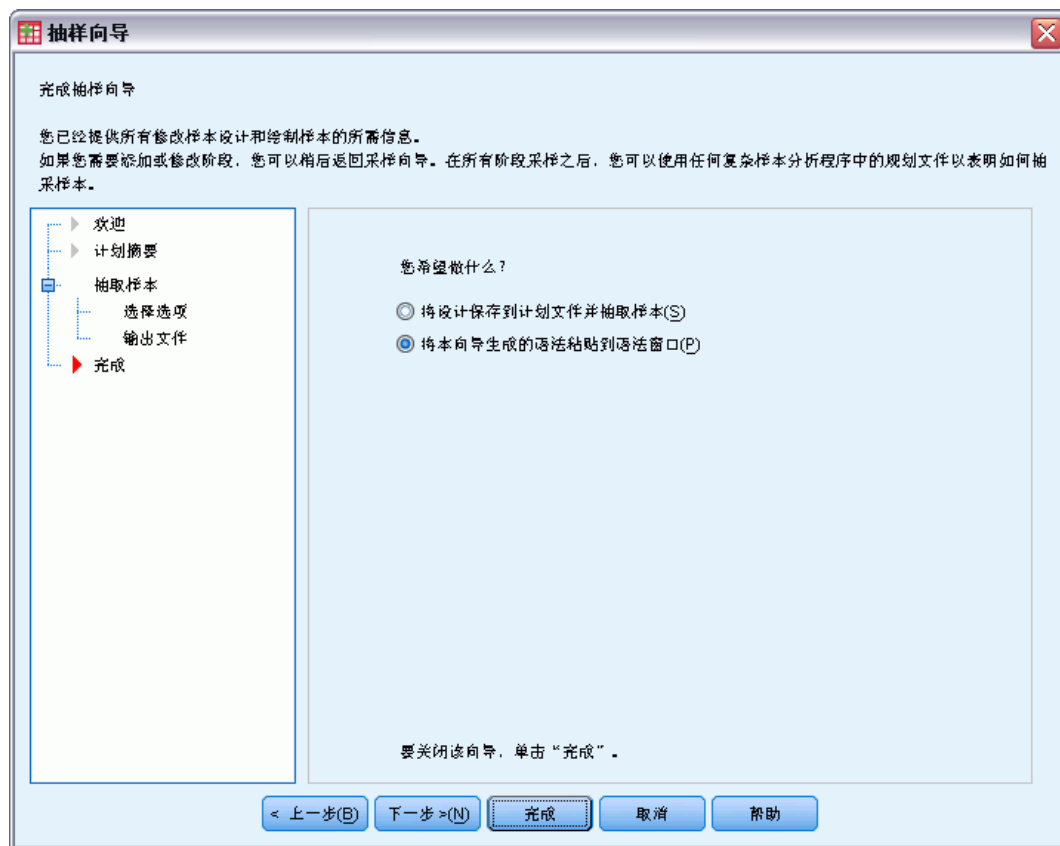 抽样向导
完成抽样向导
您已经提供所有修改样本设计和绘制样本的所需信息。
如果您需要添加或修改阶段，您可以稍后返回采样向导。在所有阶段采样之后，您可以使用任何复杂样本分析程序中的规划文件以表明如何抽
采样本。
欢迎
计划摘要
抽取样本
选择选项
输出文件
完成
您希望做什么？
将设计保存到计划文件并抽取样本(S)
将本向导生成的语法粘贴到语法窗口(P)
要关闭该向导，单击“完成”。
< 上一步(B) 下一步 >(N) 完成 取消 帮助